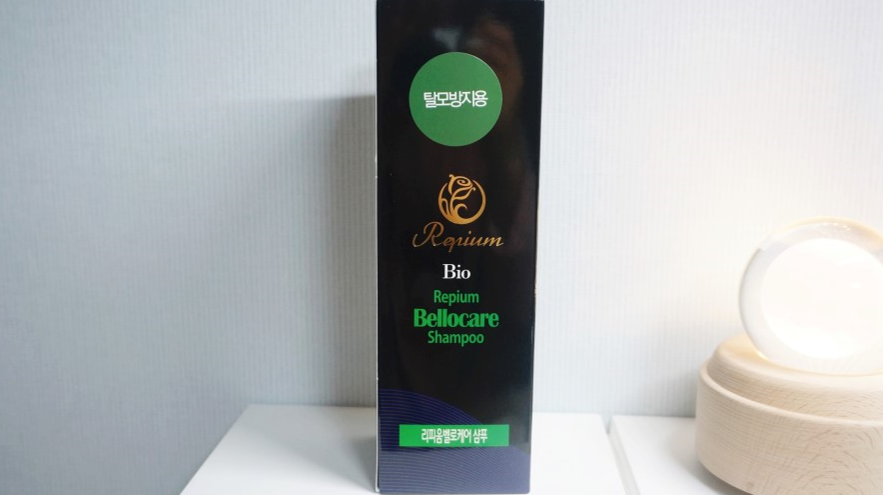 탈모방지용
Repium
Bio
Repium
Bellocare
Shampoo
리피움벨로케어 샴푸